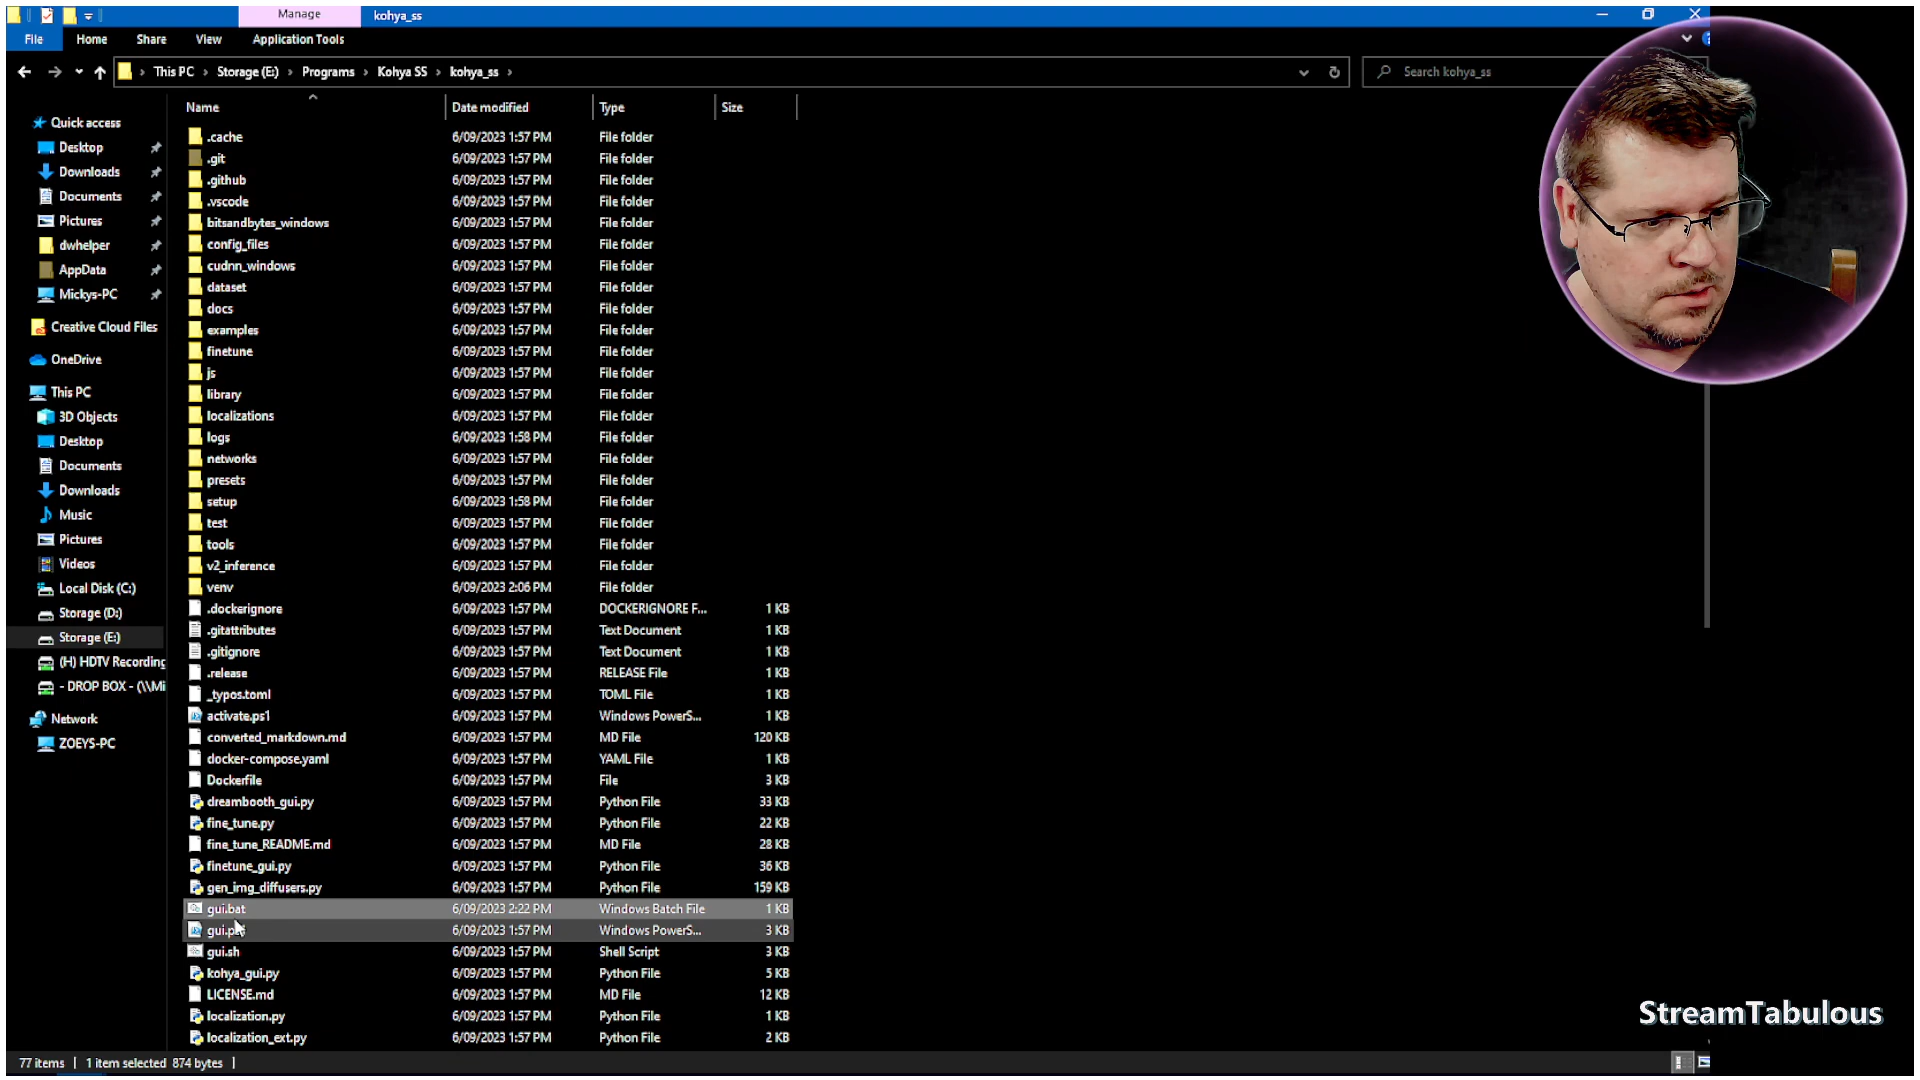 Manage kohya_ss
File Home Share View Application Tools
This PC Storage (E:) Programs Kohya SS kohya_ss Search kohya_ss
Name Date modified Type Size
Quick access
Desktop
Downloads
Documents
Pictures
dwhelper
AppData
Mickys-PC
Creative Cloud Files
OneDrive
This PC
3D Objects
Desktop
Documents
Downloads
Music
Pictures
Videos
Local Disk (C:)
Storage (D:)
Storage (E:)
(H) HDTV Recording
- DROP BOX - (\\Mi
Network
ZOEYS-PC
.cache 6/09/2023 1:57 PM File folder
.git 6/09/2023 1:57 PM File folder
.github 6/09/2023 1:57 PM File folder
.vscode 6/09/2023 1:57 PM File folder
bitsandbytes_windows 6/09/2023 1:57 PM File folder
config_files 6/09/2023 1:57 PM File folder
cudnn_windows 6/09/2023 1:57 PM File folder
dataset 6/09/2023 1:57 PM File folder
docs 6/09/2023 1:57 PM File folder
examples 6/09/2023 1:57 PM File folder
finetune 6/09/2023 1:57 PM File folder
js 6/09/2023 1:57 PM File folder
library 6/09/2023 1:57 PM File folder
localizations 6/09/2023 1:57 PM File folder
logs 6/09/2023 1:58 PM File folder
networks 6/09/2023 1:57 PM File folder
presets 6/09/2023 1:57 PM File folder
setup 6/09/2023 1:58 PM File folder
test 6/09/2023 1:57 PM File folder
tools 6/09/2023 1:57 PM File folder
v2_inference 6/09/2023 1:57 PM File folder
venv 6/09/2023 2:06 PM File folder
.dockerignore 6/09/2023 1:57 PM DOCKERIGNORE F... 1 KB
.gitattributes 6/09/2023 1:57 PM Text Document 1 KB
.gitignore 6/09/2023 1:57 PM Text Document 1 KB
.release 6/09/2023 1:57 PM RELEASE File 1 KB
_typos.toml 6/09/2023 1:57 PM TOML File 1 KB
activate.ps1 6/09/2023 1:57 PM Windows PowerS... 1 KB
converted_markdown.md 6/09/2023 1:57 PM MD File 120 KB
docker-compose.yaml 6/09/2023 1:57 PM YAML File 1 KB
Dockerfile 6/09/2023 1:57 PM File 3 KB
dreambooth_gui.py 6/09/2023 1:57 PM Python File 33 KB
fine_tune.py 6/09/2023 1:57 PM Python File 22 KB
fine_tune_README.md 6/09/2023 1:57 PM MD File 28 KB
finetune_gui.py 6/09/2023 1:57 PM Python File 36 KB
gen_img_diffusers.py 6/09/2023 1:57 PM Python File 159 KB
gui.bat 6/09/2023 2:22 PM Windows Batch File 1 KB
6/09/2023 1:57 PM Windows PowerS... 3 KB
gui.sh 6/09/2023 1:57 PM Shell Script 3 KB
kohya_gui.py 6/09/2023 1:57 PM Python File 5 KB
LICENSE.md 6/09/2023 1:57 PM MD File 12 KB
localization.py 6/09/2023 1:57 PM Python File 1 KB
localization_ext.py 6/09/2023 1:57 PM Python File 2 KB
77 items 1 item selected 874 bytes
StreamTabulous